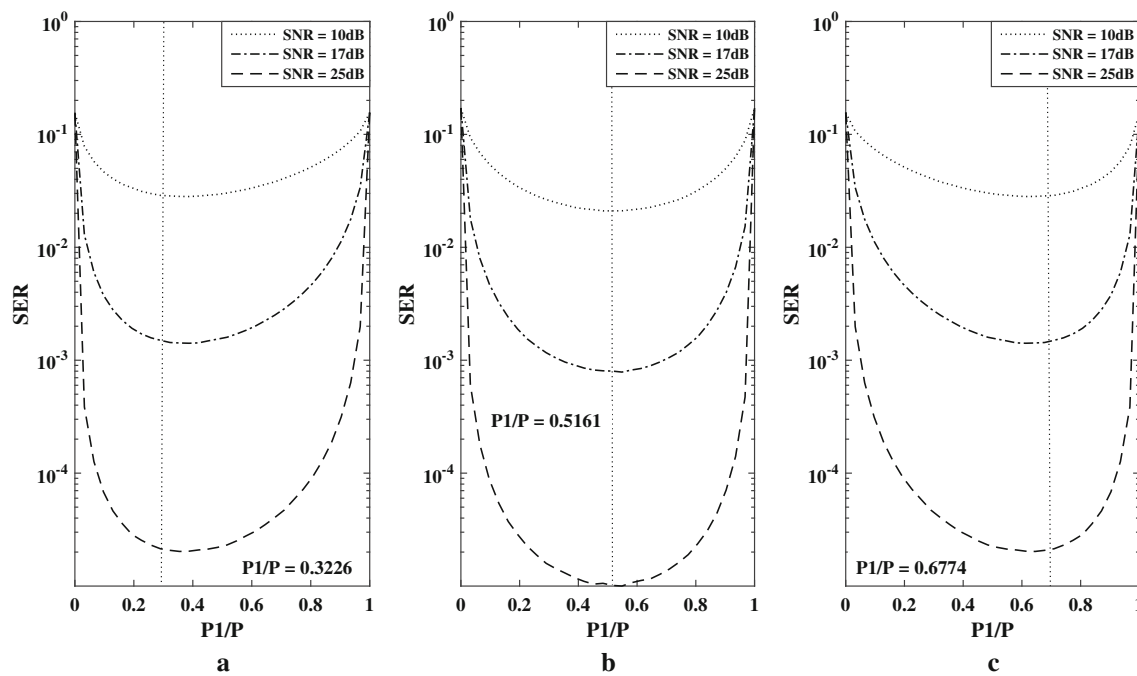 10^0
10^-1
10^-2
10^-3
10^-4
SER
SNR = 10dB
SNR = 17dB
SNR = 25dB
P1/P = 0.3226
0 0.2 0.4 0.6 0.8 1
P1/P
a
10^0
10^-1
10^-2
10^-3
10^-4
SER
SNR = 10dB
SNR = 17dB
SNR = 25dB
P1/P = 0.5161
0 0.2 0.4 0.6 0.8 1
P1/P
b
10^0
10^-1
10^-2
10^-3
10^-4
SER
SNR = 10dB
SNR = 17dB
SNR = 25dB
P1/P = 0.6774
0 0.2 0.4 0.6 0.8 1
P1/P
c